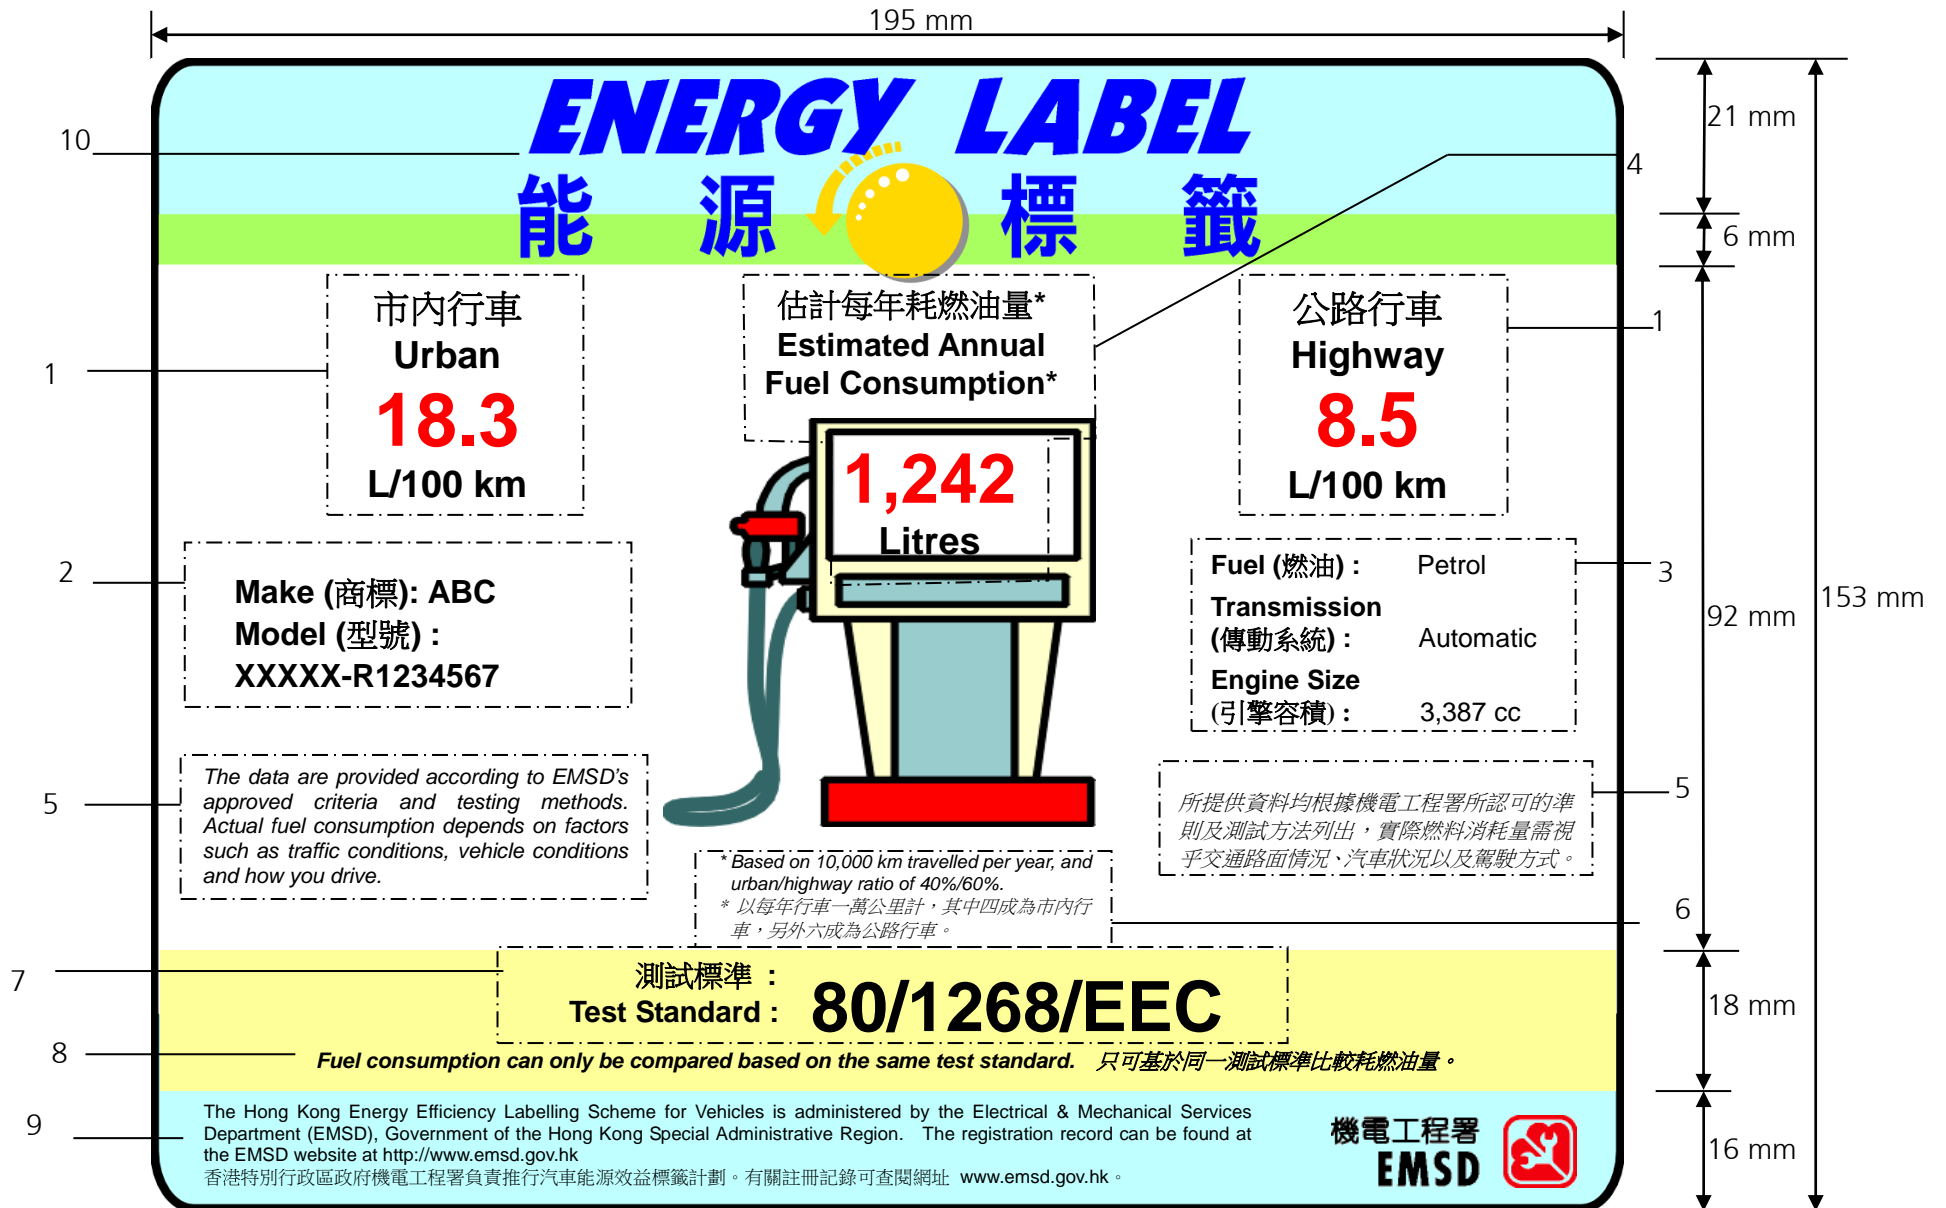 195 mm
ENERGY LABEL
能 源 標 籤
10
4
21 mm
6 mm
市內行車
Urban
18.3
L/100 km
1
估計每年耗燃油量*
Estimated Annual
Fuel Consumption*
1,242
Litres
公路行車
Highway
8.5
L/100 km
1
2
Make (商標): ABC
Model (型號) :
XXXXX-R1234567
Fuel (燃油) : Petrol
Transmission
(傳動系統) : Automatic
Engine Size
(引擎容積) : 3,387 cc
3
92 mm
153 mm
5
The data are provided according to EMSD's
approved criteria and testing methods.
Actual fuel consumption depends on factors
such as traffic conditions, vehicle conditions
and how you drive.
所提供資料均根據機電工程署所認可的準
則及測試方法列出，實際燃料消耗量需視
乎交通路面情況、汽車狀況以及駕駛方式。
5
* Based on 10,000 km travelled per year, and
urban/highway ratio of 40%/60%.
* 以每年行車一萬公里計，其中四成為市內行
車，另外六成為公路行車。
6
7
測試標準 :
Test Standard : 80/1268/EEC
18 mm
8
Fuel consumption can only be compared based on the same test standard. 只可基於同一測試標準比較耗燃油量。
9
The Hong Kong Energy Efficiency Labelling Scheme for Vehicles is administered by the Electrical & Mechanical Services
Department (EMSD), Government of the Hong Kong Special Administrative Region. The registration record can be found at
the EMSD website at http://www.emsd.gov.hk
香港特別行政區政府機電工程署負責推行汽車能源效益標籤計劃。有關註冊記錄可查閱網址 www.emsd.gov.hk。
機電工程署
EMSD
16 mm